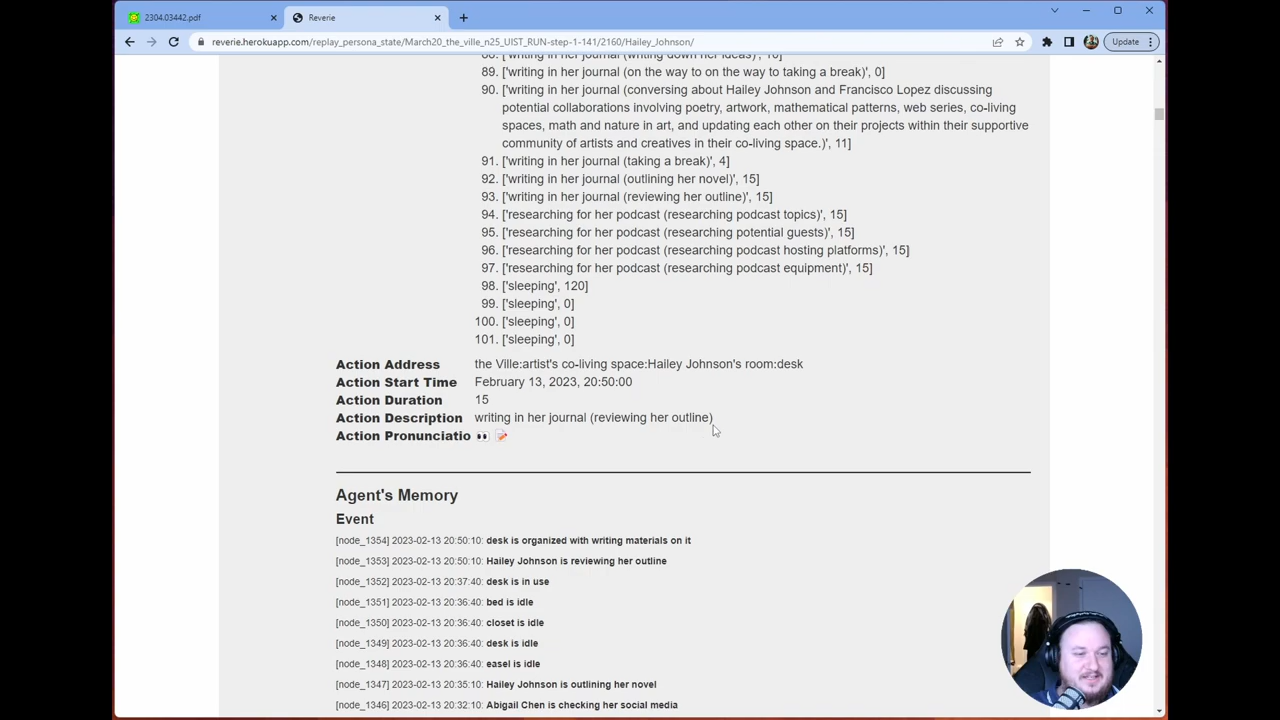 2304.03442.pdf
Reverie
reverie.herokuapp.com/replay_persona_state/March20_the_ville_n25_UIST_RUN-step-1-141/2160/Hailey_Johnson/
Update
88. ['writing in her journal (writing down her ideas)', 10]
89. ['writing in her journal (on the way to on the way to taking a break)', 0]
90. ['writing in her journal (conversing about Hailey Johnson and Francisco Lopez discussing
potential collaborations involving poetry, artwork, mathematical patterns, web series, co-living
spaces, math and nature in art, and updating each other on their projects within their supportive
community of artists and creatives in their co-living space.)', 11]
91. ['writing in her journal (taking a break)', 4]
92. ['writing in her journal (outlining her novel)', 15]
93. ['writing in her journal (reviewing her outline)', 15]
94. ['researching for her podcast (researching podcast topics)', 15]
95. ['researching for her podcast (researching potential guests)', 15]
96. ['researching for her podcast (researching podcast hosting platforms)', 15]
97. ['researching for her podcast (researching podcast equipment)', 15]
98. ['sleeping', 120]
99. ['sleeping', 0]
100. ['sleeping', 0]
101. ['sleeping', 0]
Action Address the Ville:artist's co-living space:Hailey Johnson's room:desk
Action Start Time February 13, 2023, 20:50:00
Action Duration 15
Action Description writing in her journal (reviewing her outline)
Action Pronunciatio 👀 📝
Agent's Memory
Event
[node_1354] 2023-02-13 20:50:10: desk is organized with writing materials on it
[node_1353] 2023-02-13 20:50:10: Hailey Johnson is reviewing her outline
[node_1352] 2023-02-13 20:37:40: desk is in use
[node_1351] 2023-02-13 20:36:40: bed is idle
[node_1350] 2023-02-13 20:36:40: closet is idle
[node_1349] 2023-02-13 20:36:40: desk is idle
[node_1348] 2023-02-13 20:36:40: easel is idle
[node_1347] 2023-02-13 20:35:10: Hailey Johnson is outlining her novel
[node_1346] 2023-02-13 20:32:10: Abigail Chen is checking her social media